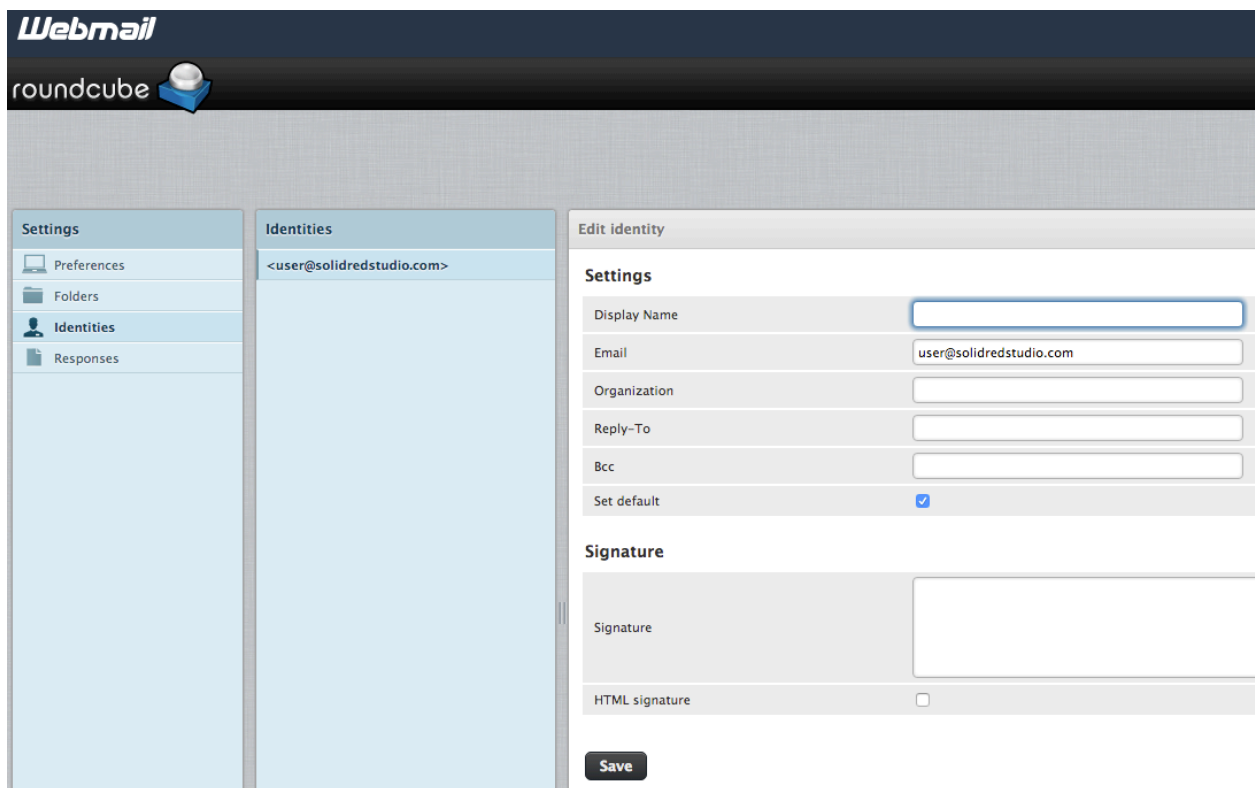 Webmail
roundcube
Settings
Preferences
Folders
Identities
Responses
Identities
<user@solidredstudio.com>
Edit identity
Settings
Display Name
Email user@solidredstudio.com
Organization
Reply-To
Bcc
Set default
Signature
Signature
HTML signature
Save